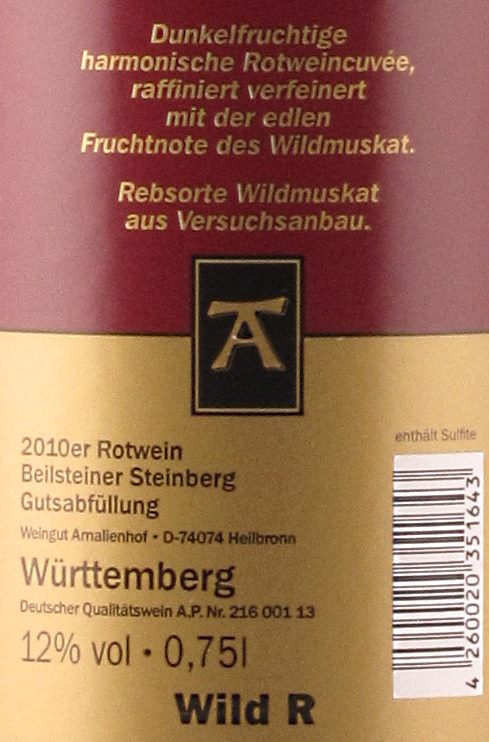 Dunkelfruchtige
harmonische Rotweincuvée,
raffiniert verfeinert
mit der edlen
Fruchtnote des Wildmuskat.
Rebsorte Wildmuskat
aus Versuchsanbau.
A
enthält Sulfite
2010er Rotwein
Beilsteiner Steinberg
Gutsabfüllung
Weingut Amalienhof • D-74074 Heilbronn
Württemberg
Deutscher Qualitätswein A.P. Nr. 216 001 13
12% vol • 0,75l
4 260020 351643
Wild R